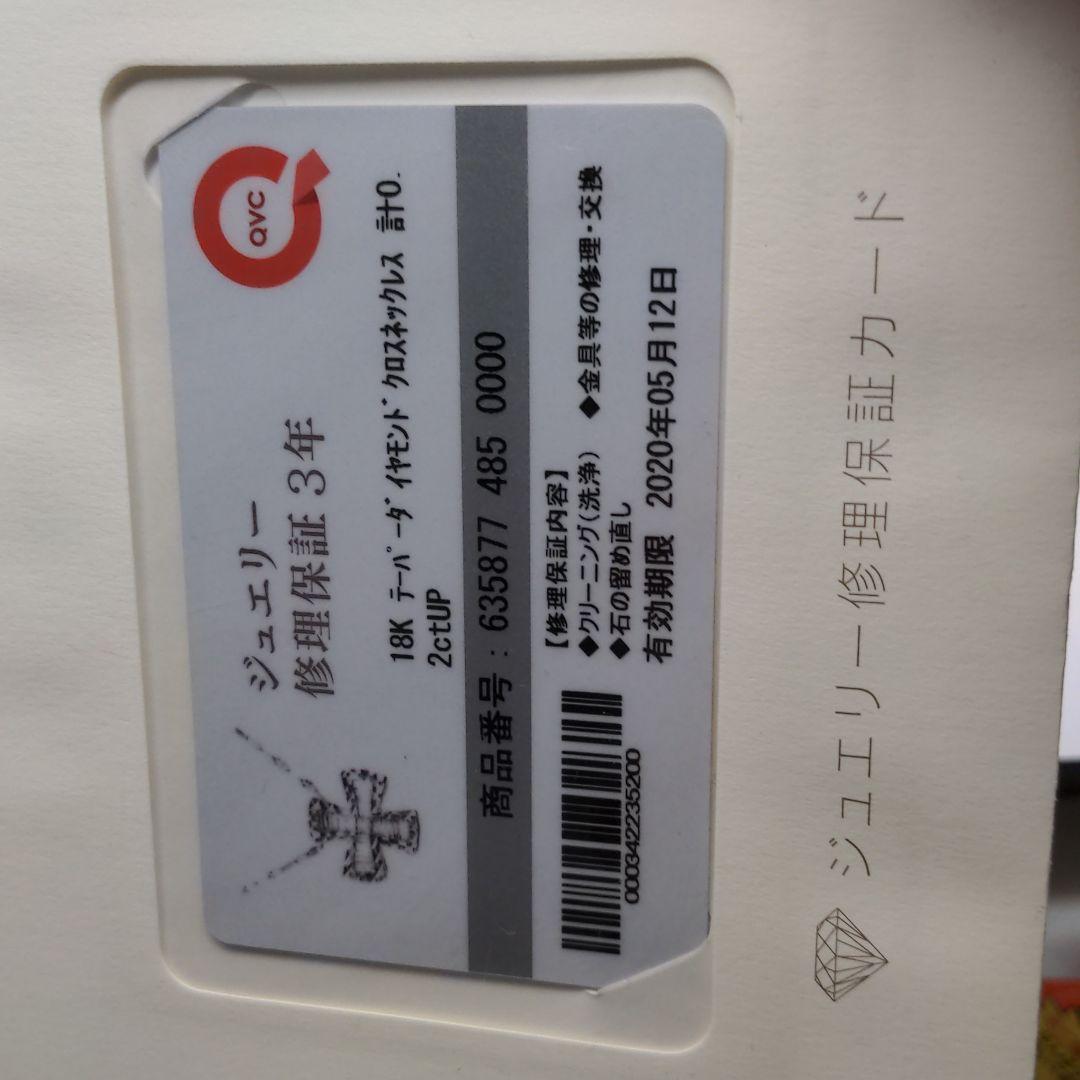 QVC
ジュエリー
修理保証3年
18K テーパーダイヤモンドクロスネックレス 計0.
2ctUP
商品番号：635877 485 0000
【修理保証内容】
◆クリーニング(洗浄) ◆金具等の修理・交換
◆石の留め直し
有効期限 2020年05月12日
0000342235200
ジュエリー修理保証カード